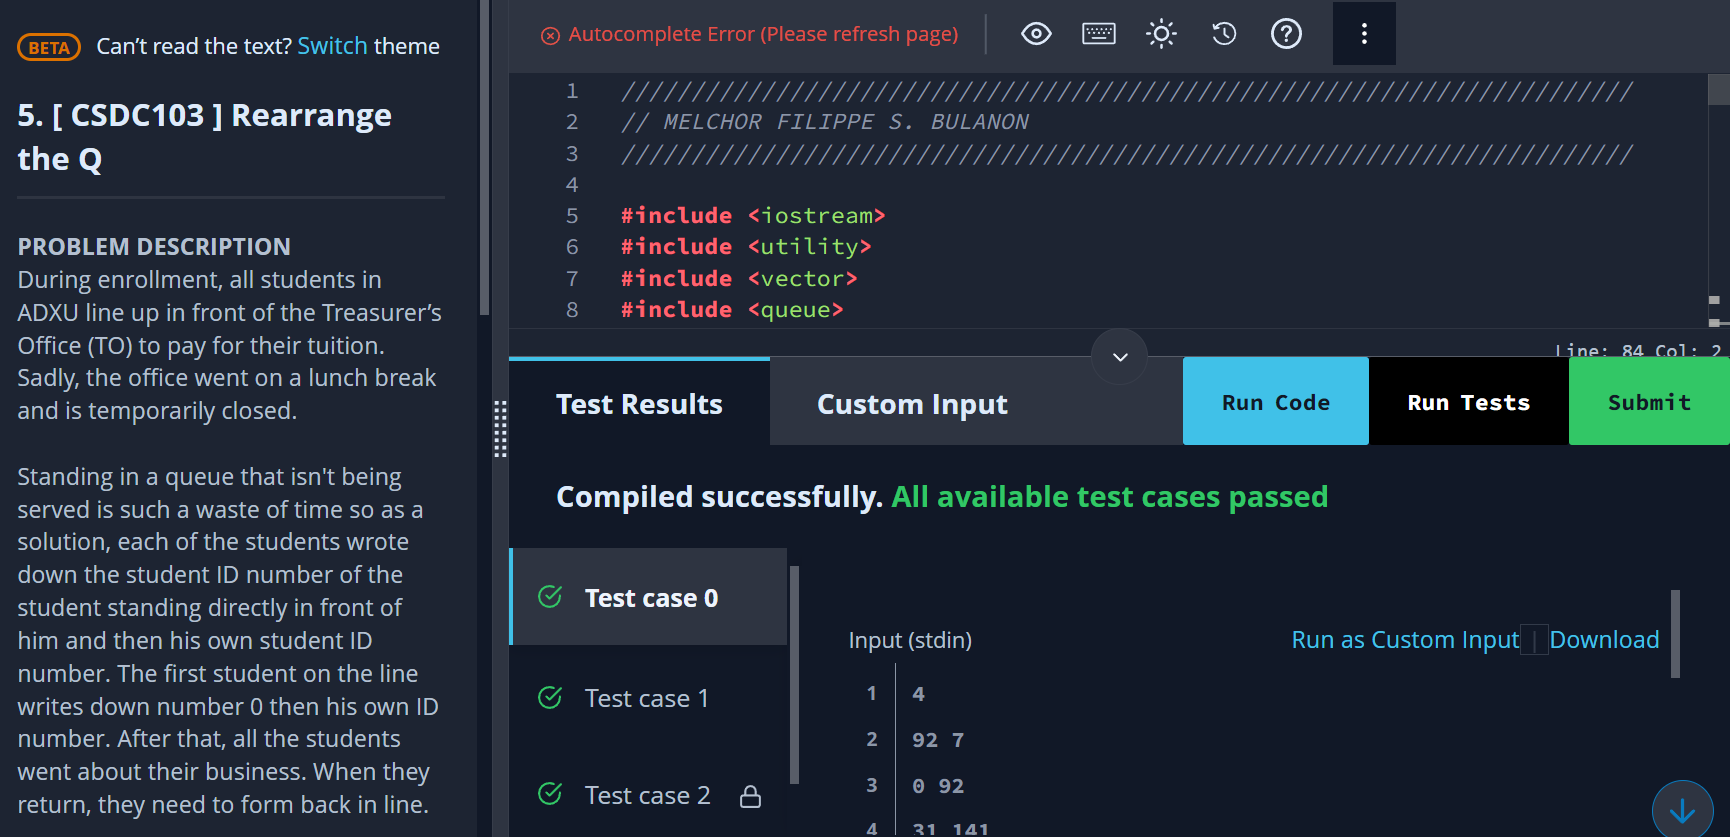 BETA Can't read the text? Switch theme
5. [ CSDC103 ] Rearrange
the Q
PROBLEM DESCRIPTION
During enrollment, all students in
ADXU line up in front of the Treasurer's
Office (TO) to pay for their tuition.
Sadly, the office went on a lunch break
and is temporarily closed.
Standing in a queue that isn't being
served is such a waste of time so as a
solution, each of the students wrote
down the student ID number of the
student standing directly in front of
him and then his own student ID
number. The first student on the line
writes down number 0 then his own ID
number. After that, all the students
went about their business. When they
return, they need to form back in line.
Autocomplete Error (Please refresh page)
1 ////////////////////////////////////////////////////////////////////////
2 // MELCHOR FILIPPE S. BULANON
3 ////////////////////////////////////////////////////////////////////////
4
5 #include <iostream>
6 #include <utility>
7 #include <vector>
8 #include <queue>
Line: 84 Col: 2
Test Results
Custom Input
Run Code
Run Tests
Submit
Compiled successfully. All available test cases passed
Test case 0
Test case 1
Test case 2
Input (stdin)
Run as Custom Input | Download
1 4
2 92 7
3 0 92
4 31 141